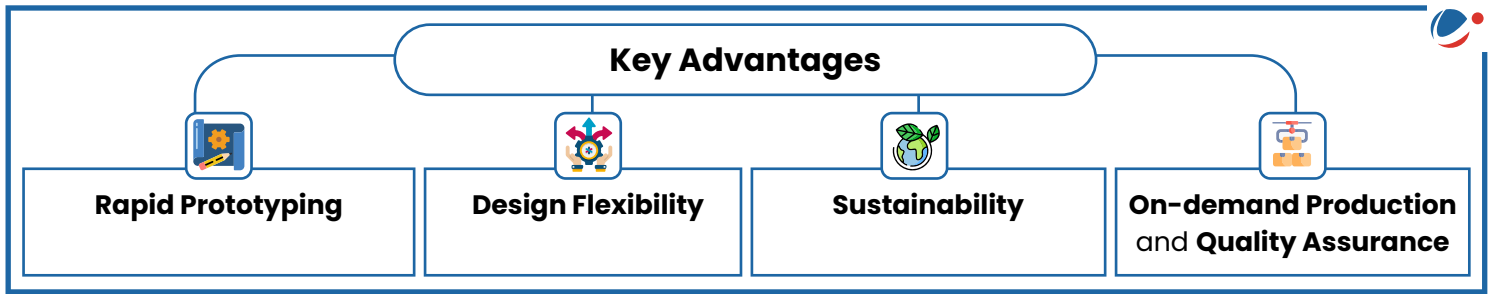 Key Advantages
Rapid Prototyping
Design Flexibility
Sustainability
On-demand Production
and Quality Assurance